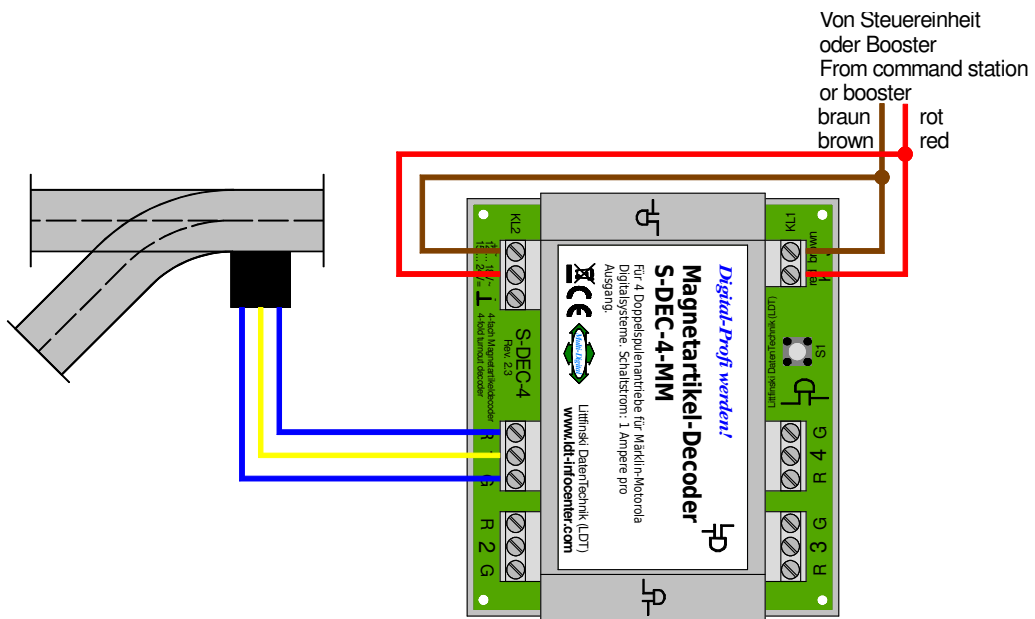 Von Steuereinheit
oder Booster
From command station
or booster
braun rot
brown red
KL2
4-fach Magnetartikeldecoder
4-fold turnout decoder
S-DEC-4
Rev. 2.3
R
G
R 2 G
Digital-Profi werden!
Magnetartikel-Decoder
S-DEC-4-MM
Für 4 Doppelspulenantriebe für Märklin-Motorola
Digitalsysteme. Schaltstrom: 1 Ampere pro
Ausgang.
CE
Multi-Digital
Littfinski DatenTechnik (LDT)
www.ldt-infocenter.com
KL1
S1
Littfinski DatenTechnik (LDT)
R 4 G
R 3 G